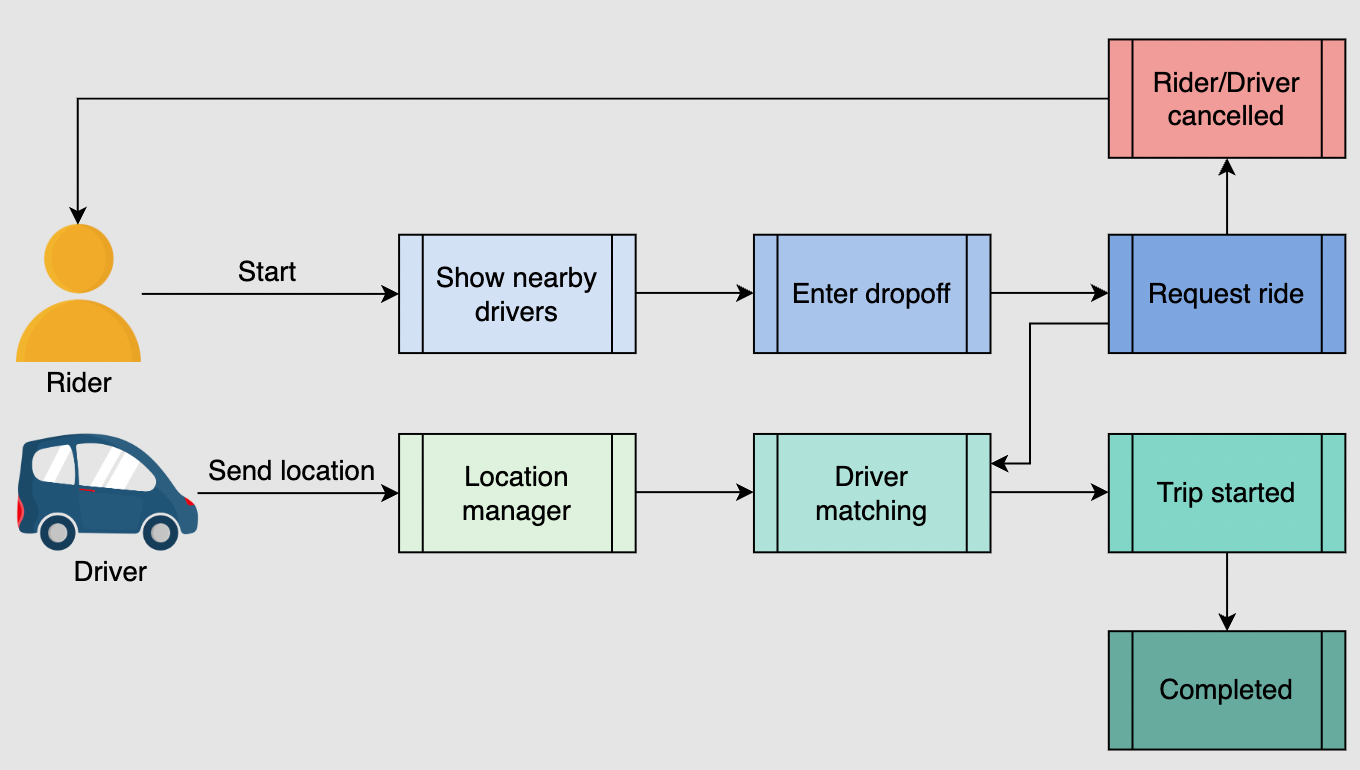 Rider/Driver
cancelled
Start
Show nearby
drivers
Enter dropoff
Request ride
Rider
Send location
Location
manager
Driver
matching
Trip started
Driver
Completed